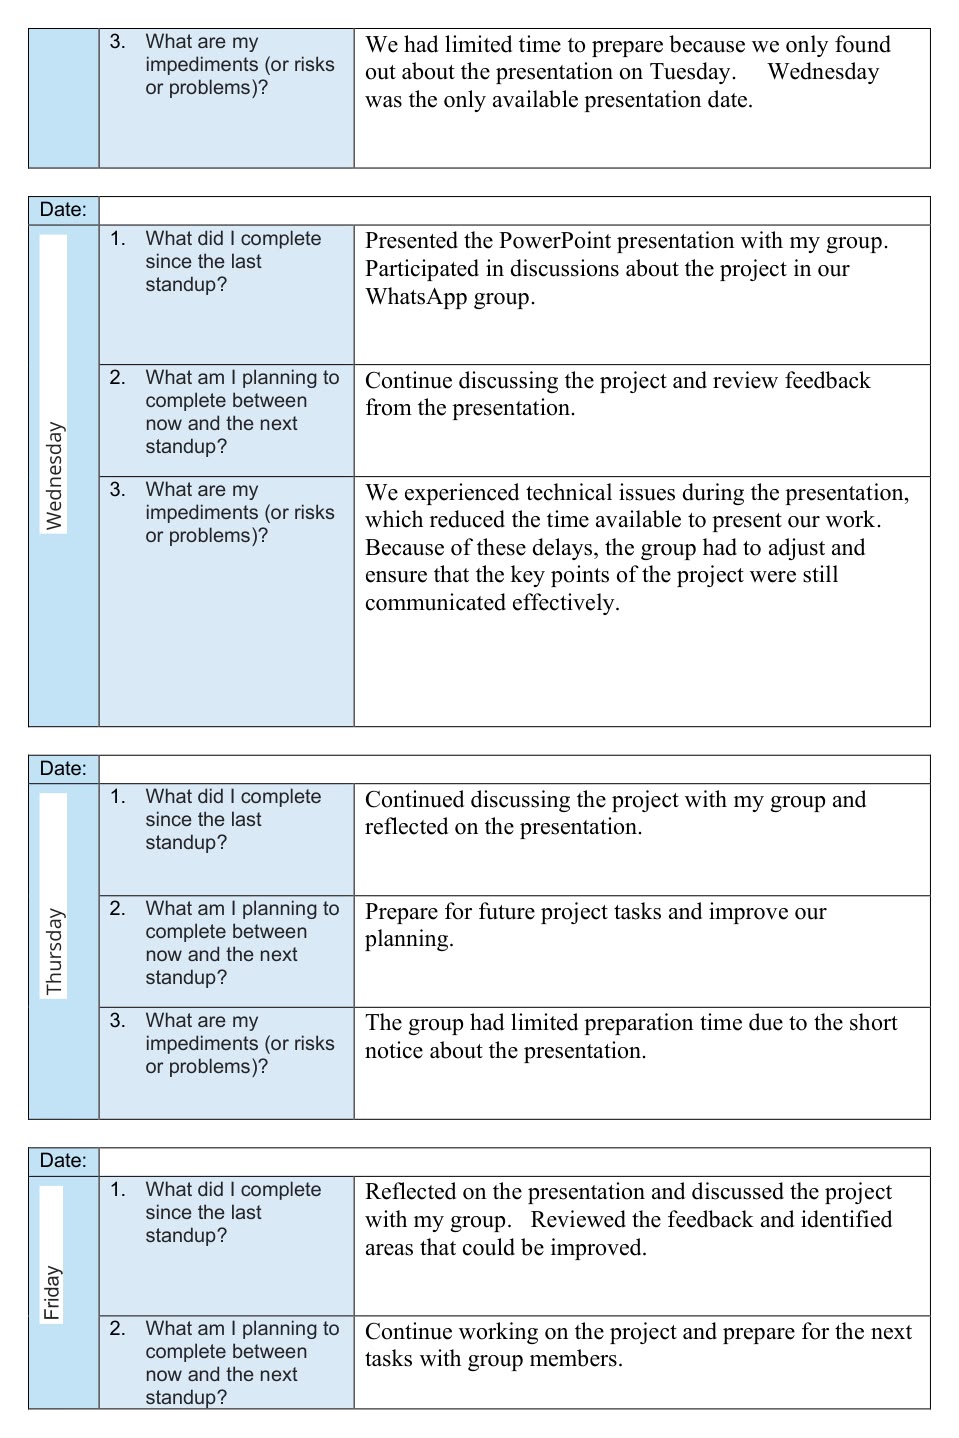 3. What are my
impediments (or risks
or problems)?
We had limited time to prepare because we only found
out about the presentation on Tuesday. Wednesday
was the only available presentation date.
Date:
Wednesday
1. What did I complete
since the last
standup?
Presented the PowerPoint presentation with my group.
Participated in discussions about the project in our
WhatsApp group.
2. What am I planning to
complete between
now and the next
standup?
Continue discussing the project and review feedback
from the presentation.
3. What are my
impediments (or risks
or problems)?
We experienced technical issues during the presentation,
which reduced the time available to present our work.
Because of these delays, the group had to adjust and
ensure that the key points of the project were still
communicated effectively.
Date:
Thursday
1. What did I complete
since the last
standup?
Continued discussing the project with my group and
reflected on the presentation.
2. What am I planning to
complete between
now and the next
standup?
Prepare for future project tasks and improve our
planning.
3. What are my
impediments (or risks
or problems)?
The group had limited preparation time due to the short
notice about the presentation.
Date:
Friday
1. What did I complete
since the last
standup?
Reflected on the presentation and discussed the project
with my group. Reviewed the feedback and identified
areas that could be improved.
2. What am I planning to
complete between
now and the next
standup?
Continue working on the project and prepare for the next
tasks with group members.